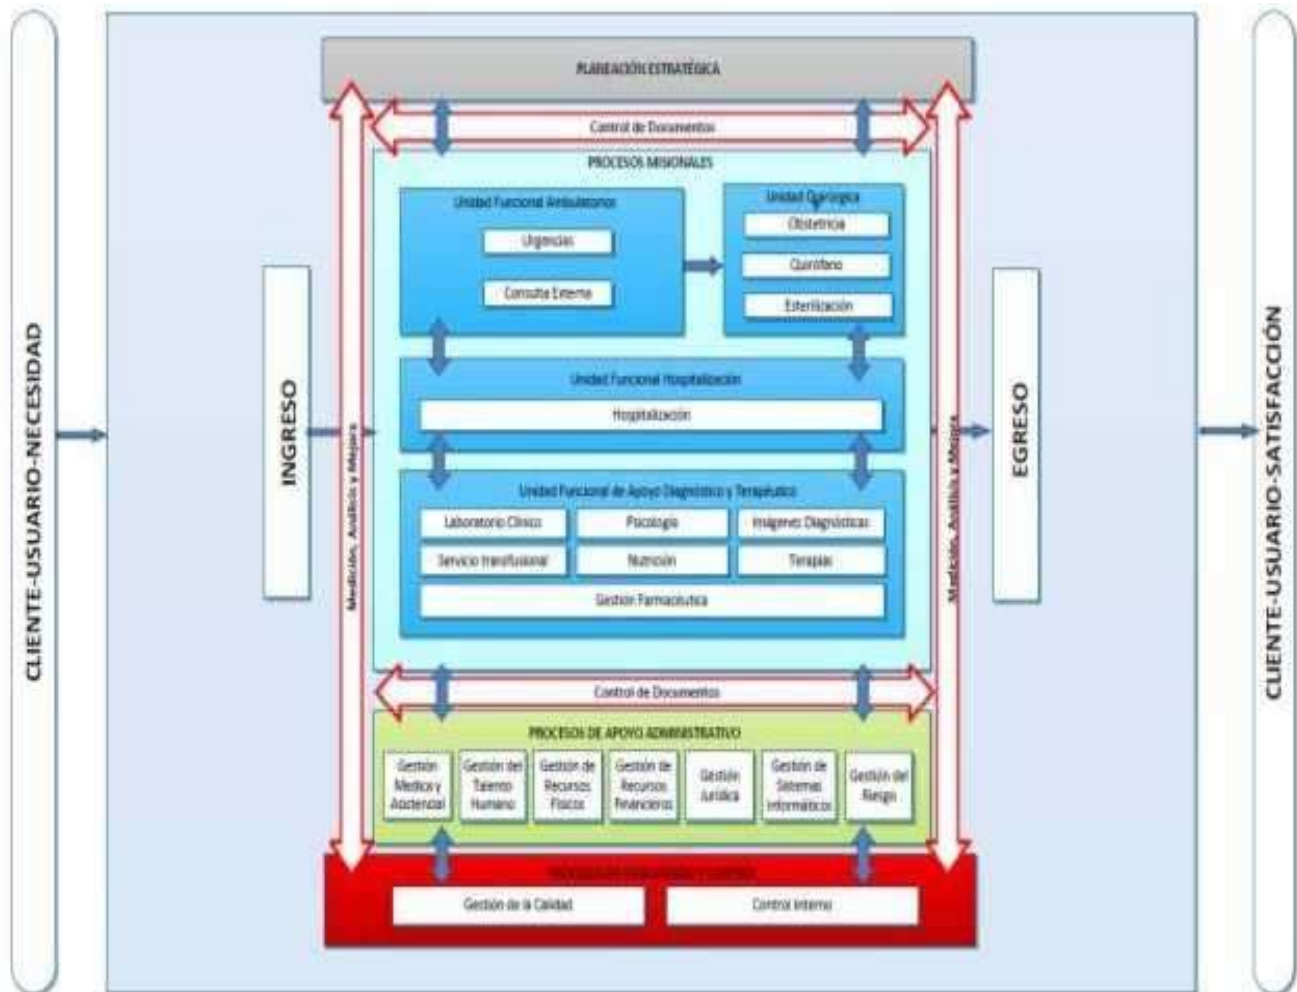 CLIENTE-USUARIO-NECESIDAD
INGRESO
Medición, Análisis y Mejora
PLANEACIÓN ESTRATÉGICA
Control de Documentos
PROCESOS MISIONALES
Unidad Funcional Ambulatorios
Urgencias
Consulta Externa
Unidad Quirúrgica
Obstetricia
Quirófano
Esterilización
Unidad Funcional Hospitalización
Hospitalización
Unidad Funcional de Apoyo Diagnóstico y Terapéutico
Laboratorio Clínico
Psicología
Imágenes Diagnósticas
Servicio transfusional
Nutrición
Terapias
Gestión Farmacéutica
Control de Documentos
PROCESOS DE APOYO ADMINISTRATIVO
Gestión
Medica y
Asistencial
Gestión del
Talento
Humano
Gestión de
Recursos
Físicos
Gestión de
Recursos
Financieros
Gestión
Jurídica
Gestión de
Sistemas
Informáticos
Gestión del
Riesgo
Gestión de la Calidad
Control Interno
Medición, Análisis y Mejora
EGRESO
CLIENTE-USUARIO-SATISFACCIÓN